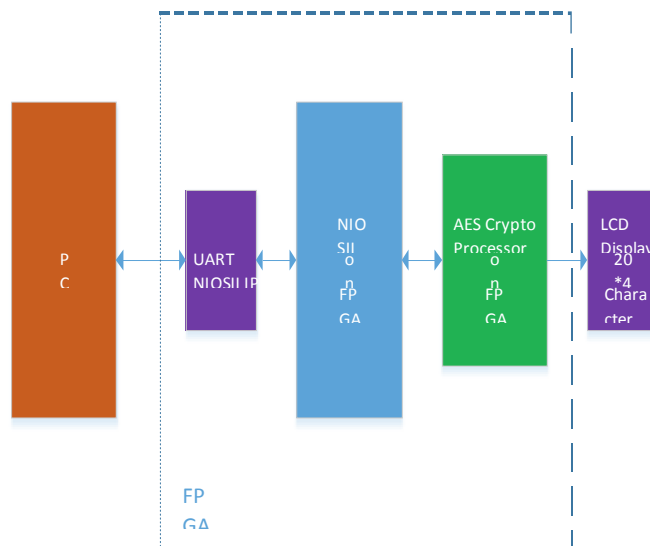 P
C
UART
NIOSII IP
NIO
SII
o
n
FP
GA
AES Crypto
Processor
o
n
FP
GA
LCD
Display
20
*4
Chara
cter
FP
GA